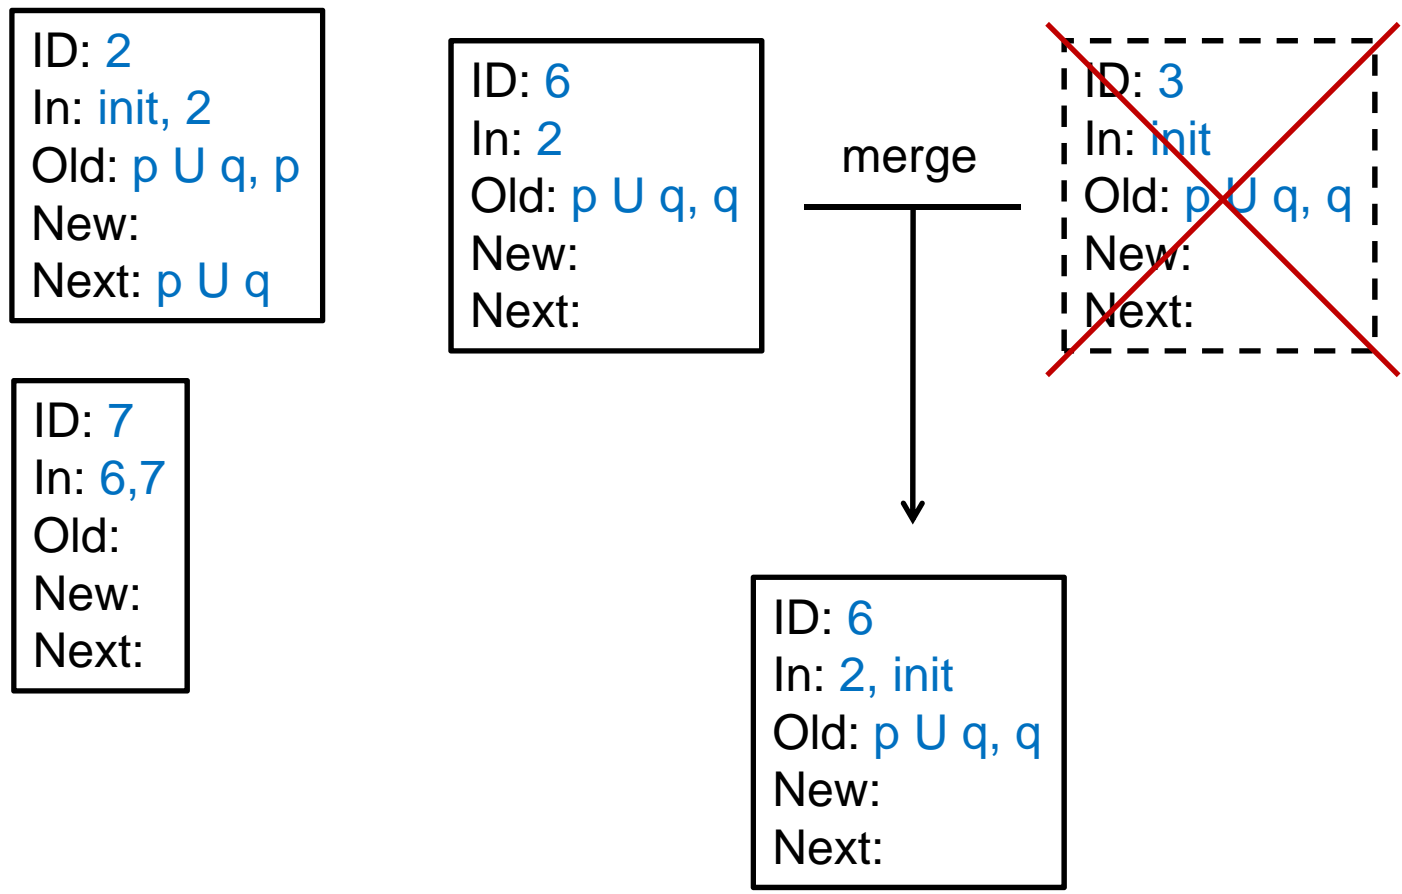 ID: 2
In: init, 2
Old: p U q, p
New:
Next: p U q
ID: 6
In: 2
Old: p U q, q
New:
Next:
merge
ID: 3
In: init
Old: p U q, q
New:
Next:
ID: 7
In: 6,7
Old:
New:
Next:
ID: 6
In: 2, init
Old: p U q, q
New:
Next: